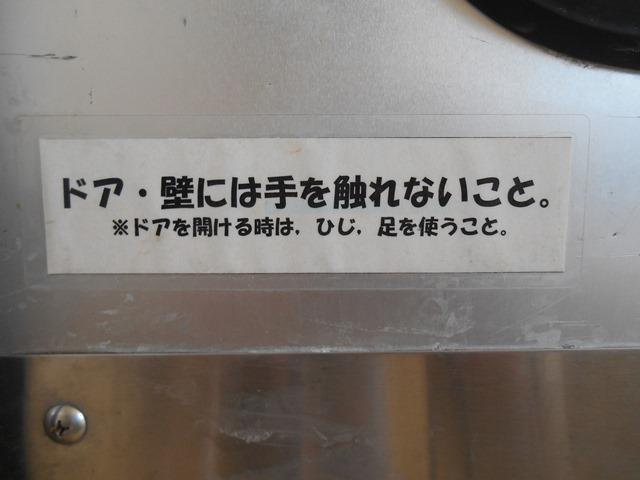 ドア・壁には手を触れないこと。
※ドアを開ける時は，ひじ，足を使うこと。